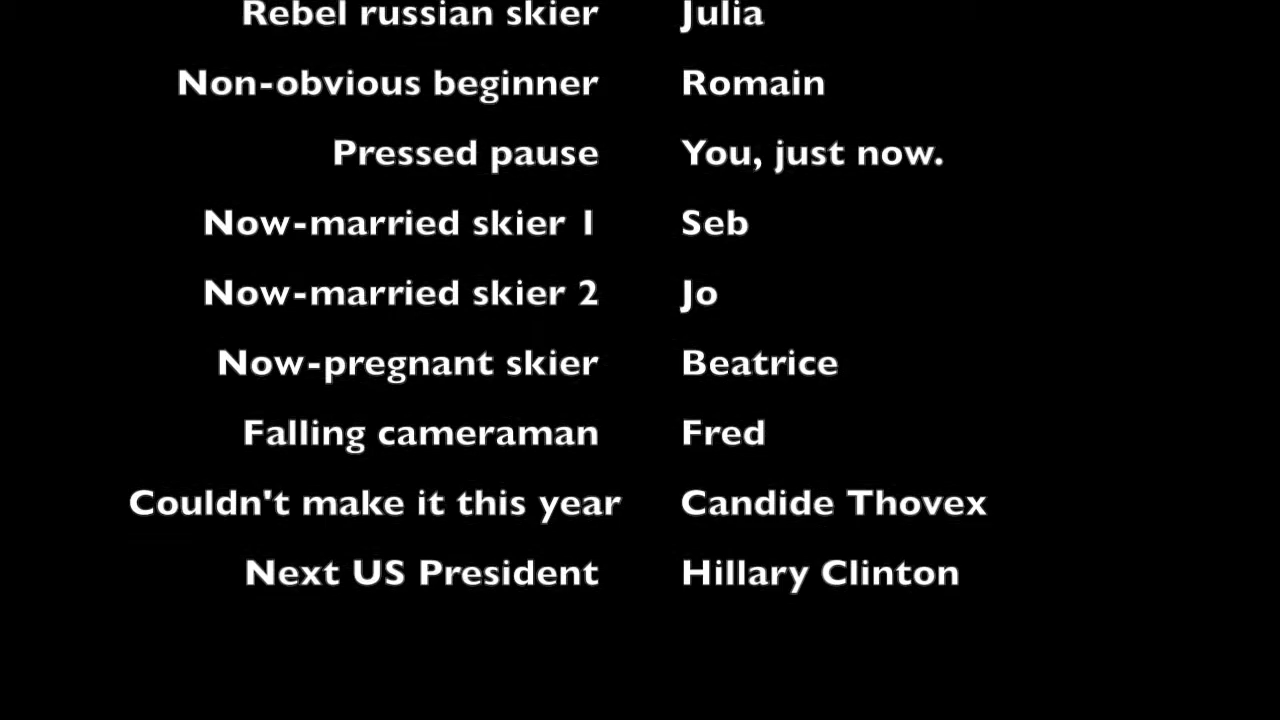 Rebel russian skier Julia
Non-obvious beginner Romain
Pressed pause You, just now.
Now-married skier 1 Seb
Now-married skier 2 Jo
Now-pregnant skier Beatrice
Falling cameraman Fred
Couldn't make it this year Candide Thovex
Next US President Hillary Clinton